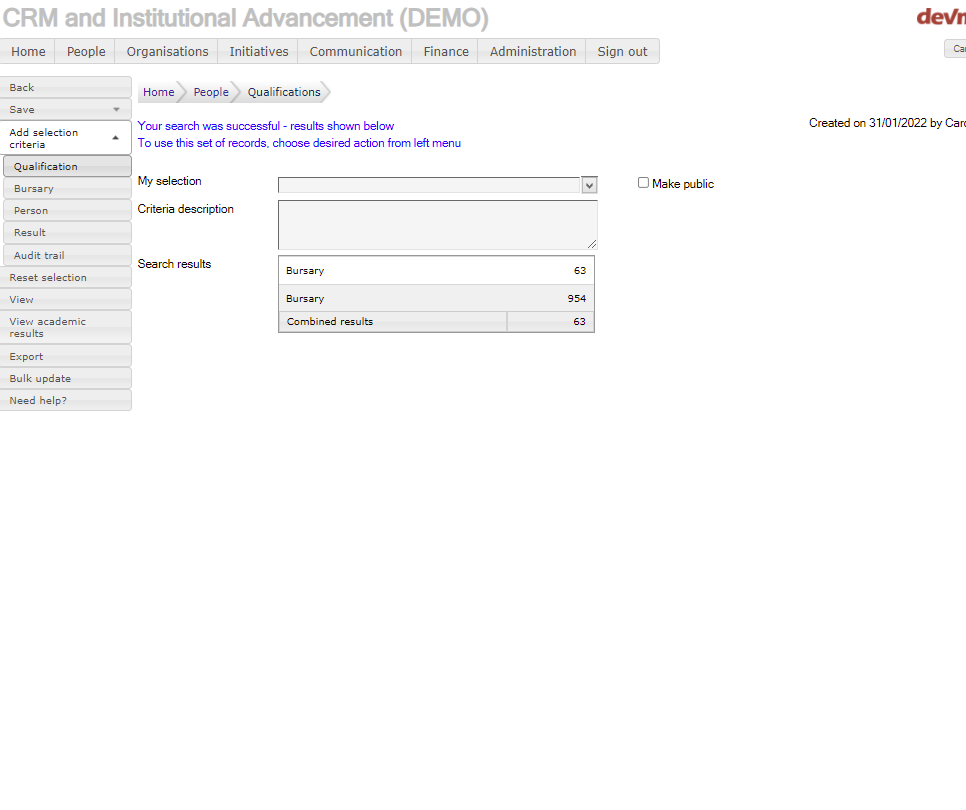 CRM and Institutional Advancement (DEMO)
Home People Organisations Initiatives Communication Finance Administration Sign out
Back
Save
Add selection
criteria
Qualification
Bursary
Person
Result
Audit trail
Reset selection
View
View academic
results
Export
Bulk update
Need help?
Home People Qualifications
Your search was successful - results shown below
To use this set of records, choose desired action from left menu
Created on 31/01/2022 by
My selection
Make public
Criteria description
Search results
Bursary 63
Bursary 954
Combined results 63